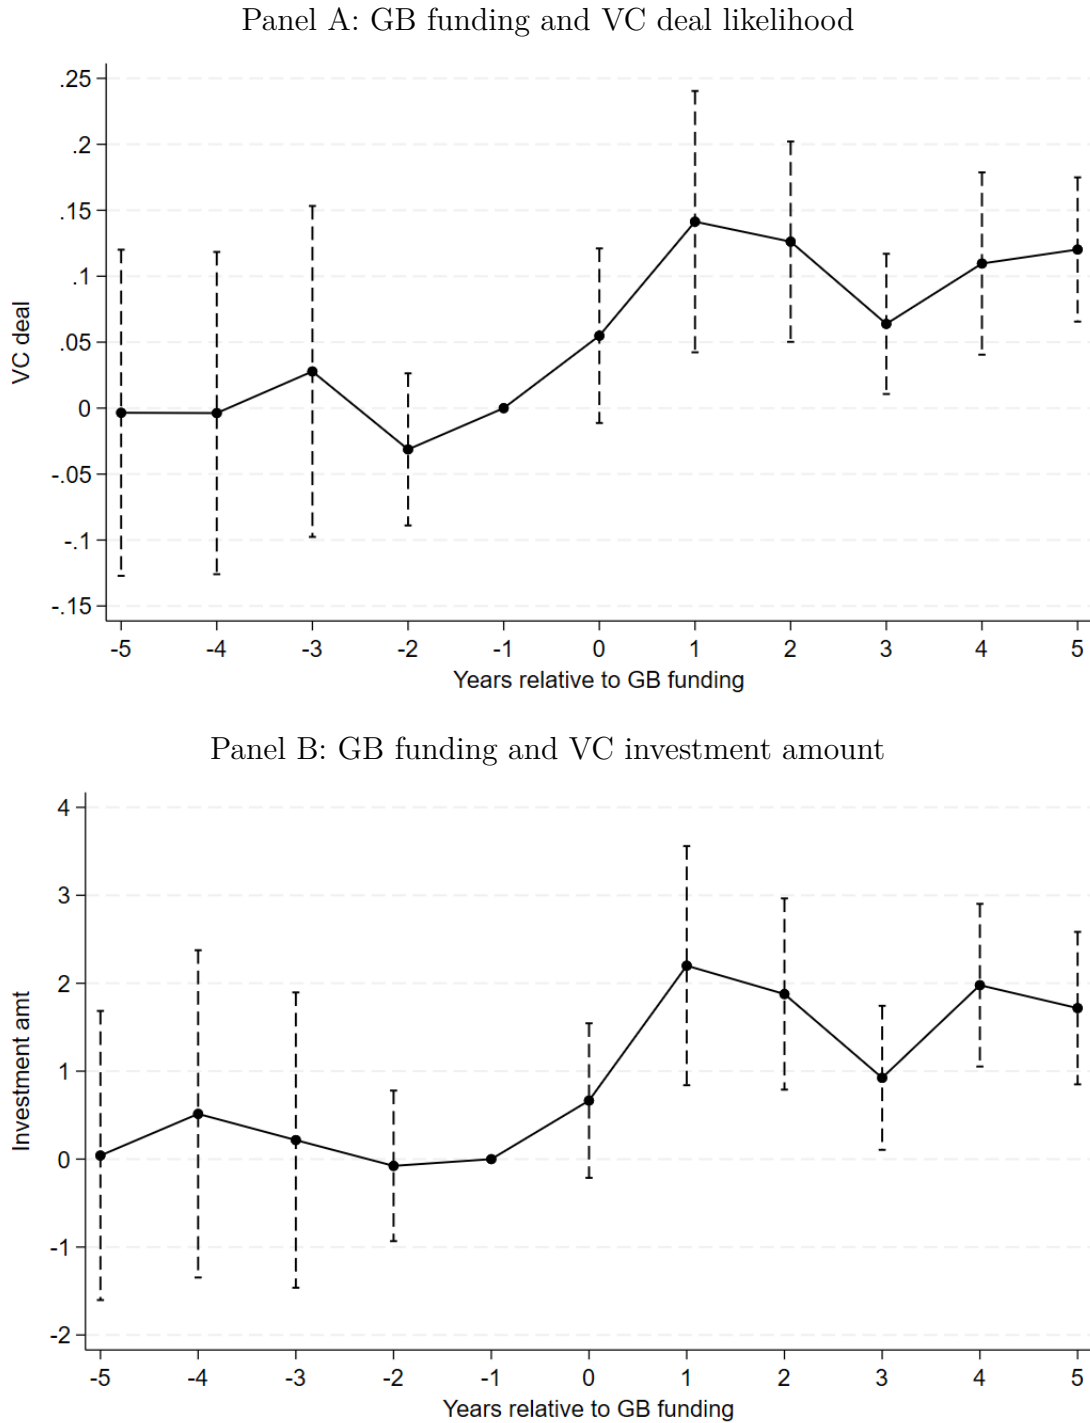 Panel A: GB funding and VC deal likelihood
.25
.2
.15
.1
.05
0
-.05
-.1
-.15
VC deal
-5 -4 -3 -2 -1 0 1 2 3 4 5
Years relative to GB funding
Panel B: GB funding and VC investment amount
4
3
2
1
0
-1
-2
Investment amt
-5 -4 -3 -2 -1 0 1 2 3 4 5
Years relative to GB funding